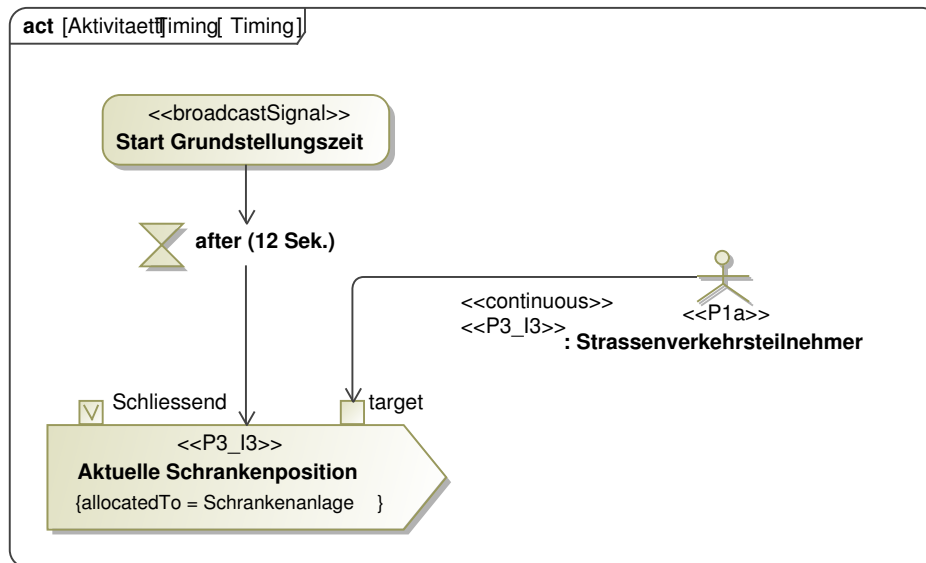 act [AktivitaettTiming[ Timing]
<<broadcastSignal>>
Start Grundstellungszeit
after (12 Sek.)
<<continuous>>
<<P3_I3>>
<<P1a>>
: Strassenverkehrsteilnehmer
Schliessend
target
<<P3_I3>>
Aktuelle Schrankenposition
{allocatedTo = Schrankenanlage }